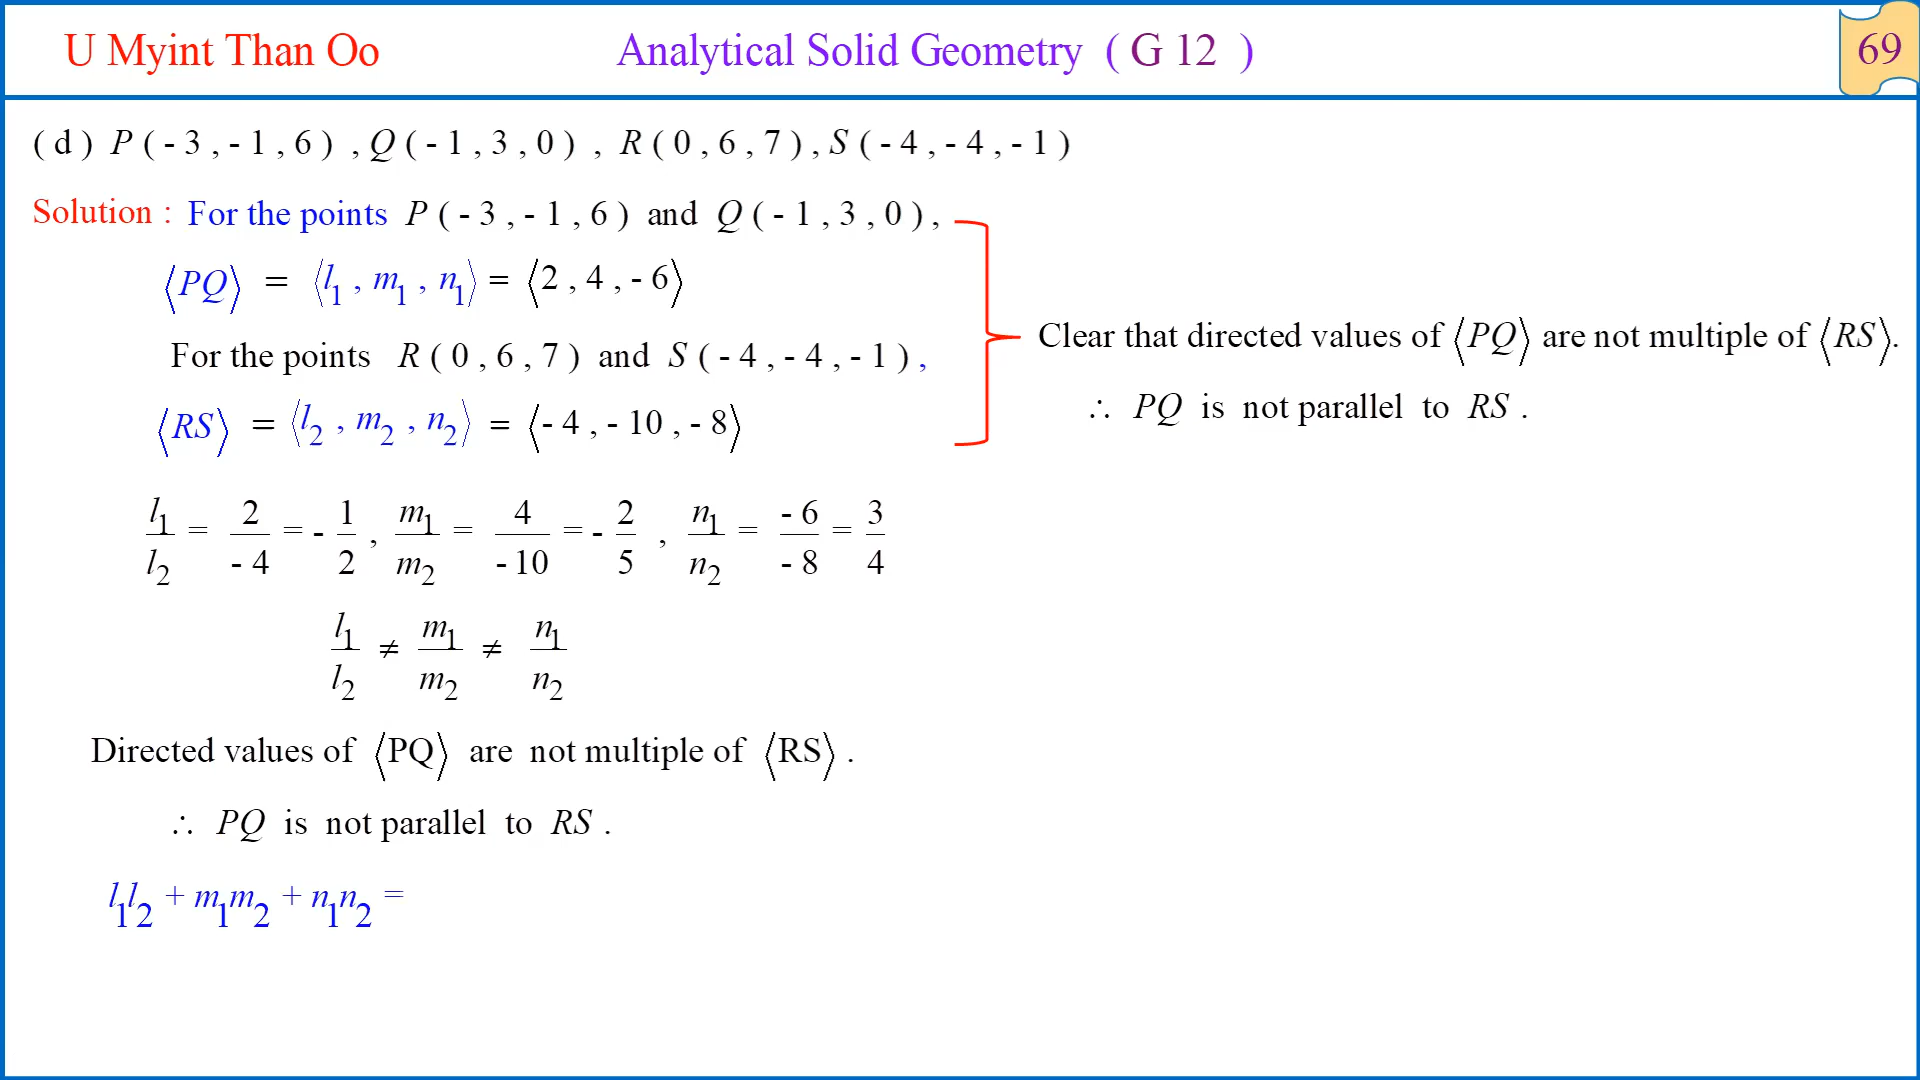 U Myint Than Oo Analytical Solid Geometry ( G 12 ) 69
( d ) P ( - 3 , - 1 , 6 ) , Q ( - 1 , 3 , 0 ) , R ( 0 , 6 , 7 ) , S ( - 4 , - 4 , - 1 )
Solution : For the points P ( - 3 , - 1 , 6 ) and Q ( - 1 , 3 , 0 ) ,
⟨PQ⟩ = ⟨l₁ , m₁ , n₁⟩ = ⟨2 , 4 , - 6⟩
For the points R ( 0 , 6 , 7 ) and S ( - 4 , - 4 , - 1 ) ,
⟨RS⟩ = ⟨l₂ , m₂ , n₂⟩ = ⟨- 4 , - 10 , - 8⟩
Clear that directed values of ⟨PQ⟩ are not multiple of ⟨RS⟩.
∴ PQ is not parallel to RS .
l₁/l₂ = 2/- 4 = - 1/2 , m₁/m₂ = 4/- 10 = - 2/5 , n₁/n₂ = - 6/- 8 = 3/4
l₁/l₂ ≠ m₁/m₂ ≠ n₁/n₂
Directed values of ⟨PQ⟩ are not multiple of ⟨RS⟩ .
∴ PQ is not parallel to RS .
l₁l₂ + m₁m₂ + n₁n₂ =